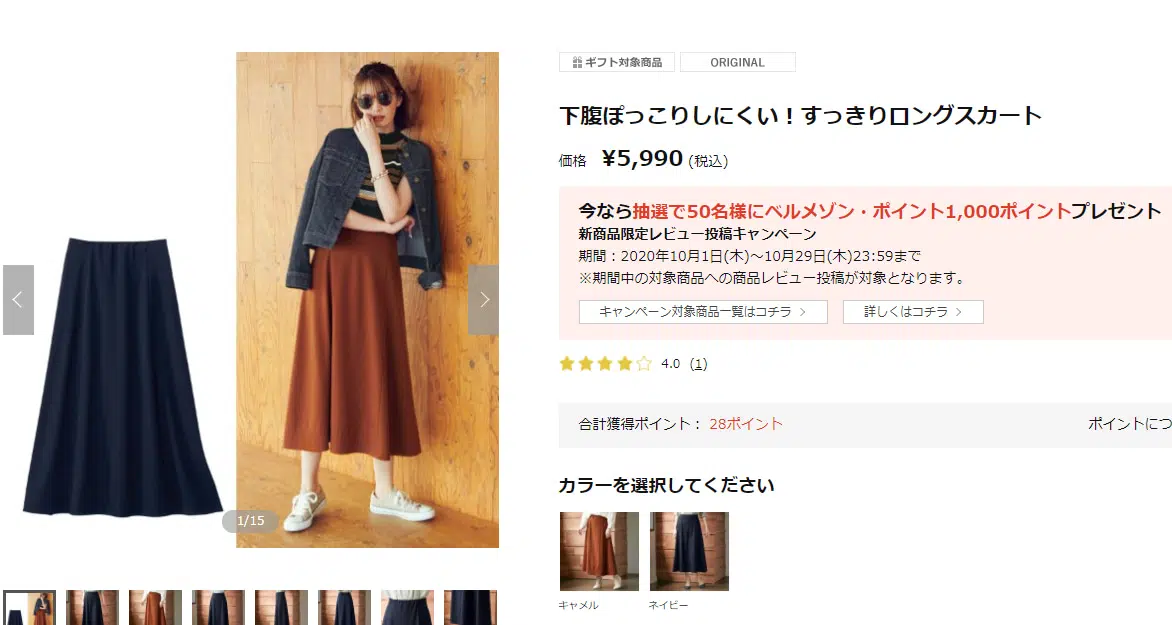 ギフト対象商品
ORIGINAL
下腹ぽっこりしにくい！すっきりロングスカート
価格 ¥5,990 (税込)
今なら抽選で50名様にベルメゾン・ポイント1,000ポイントプレゼント
新商品限定レビュー投稿キャンペーン
期間：2020年10月1日(木)〜10月29日(木)23:59まで
※期間中の対象商品への商品レビュー投稿が対象となります。
キャンペーン対象商品一覧はコチラ
詳しくはコチラ
4.0 (1)
合計獲得ポイント： 28ポイント
ポイントにつ
カラーを選択してください
キャメル
ネイビー
1/15